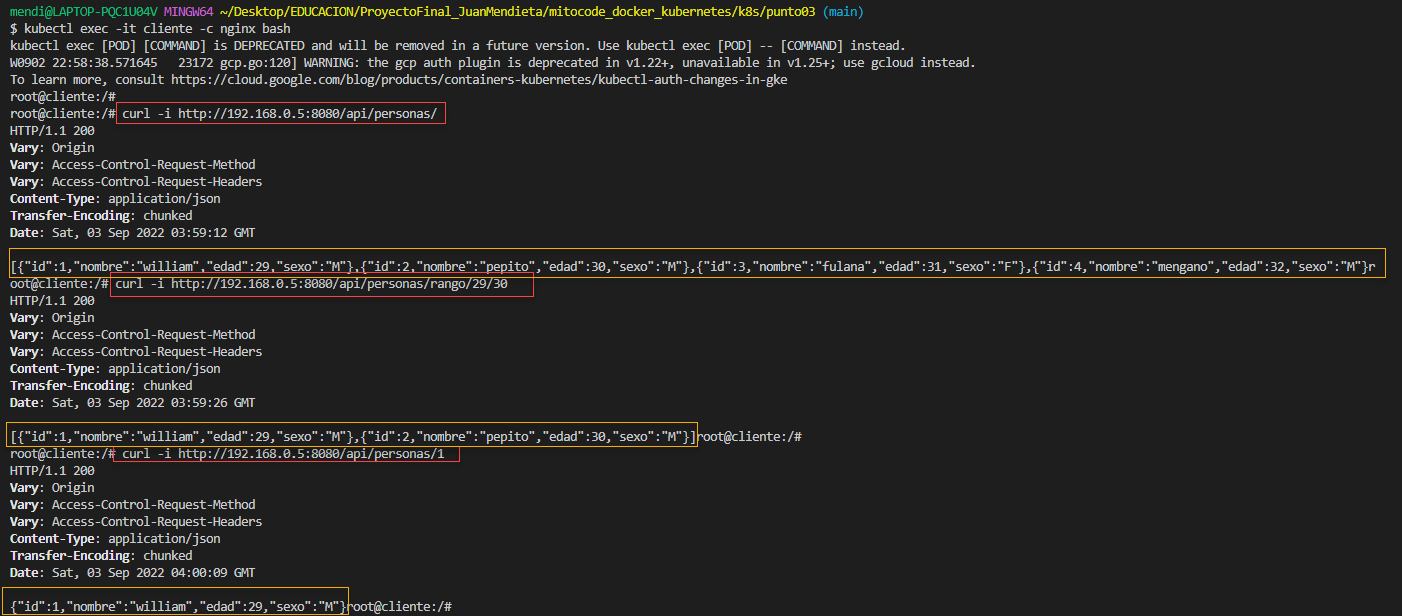 mendi@LAPTOP-PQC1U04V MINGW64 ~/Desktop/EDUCACION/ProyectoFinal_JuanMendieta/mitocode_docker_kubernetes/k8s/punto03 (main)
$ kubectl exec -it cliente -c nginx bash
kubectl exec [POD] [COMMAND] is DEPRECATED and will be removed in a future version. Use kubectl exec [POD] -- [COMMAND] instead.
W0902 22:58:38.571645   23172 gcp.go:120] WARNING: the gcp auth plugin is deprecated in v1.22+, unavailable in v1.25+; use gcloud instead.
To learn more, consult https://cloud.google.com/blog/products/containers-kubernetes/kubectl-auth-changes-in-gke
root@cliente:/#
root@cliente:/# curl -i http://192.168.0.5:8080/api/personas/
HTTP/1.1 200
Vary: Origin
Vary: Access-Control-Request-Method
Vary: Access-Control-Request-Headers
Content-Type: application/json
Transfer-Encoding: chunked
Date: Sat, 03 Sep 2022 03:59:12 GMT
[{"id":1,"nombre":"william","edad":29,"sexo":"M"},{"id":2,"nombre":"pepito","edad":30,"sexo":"M"},{"id":3,"nombre":"fulana","edad":31,"sexo":"F"},{"id":4,"nombre":"mengano","edad":32,"sexo":"M"}r
oot@cliente:/# curl -i http://192.168.0.5:8080/api/personas/rango/29/30
HTTP/1.1 200
Vary: Origin
Vary: Access-Control-Request-Method
Vary: Access-Control-Request-Headers
Content-Type: application/json
Transfer-Encoding: chunked
Date: Sat, 03 Sep 2022 03:59:26 GMT
[{"id":1,"nombre":"william","edad":29,"sexo":"M"},{"id":2,"nombre":"pepito","edad":30,"sexo":"M"}]root@cliente:/#
root@cliente:/# curl -i http://192.168.0.5:8080/api/personas/1
HTTP/1.1 200
Vary: Origin
Vary: Access-Control-Request-Method
Vary: Access-Control-Request-Headers
Content-Type: application/json
Transfer-Encoding: chunked
Date: Sat, 03 Sep 2022 04:00:09 GMT
{"id":1,"nombre":"william","edad":29,"sexo":"M"}root@cliente:/#